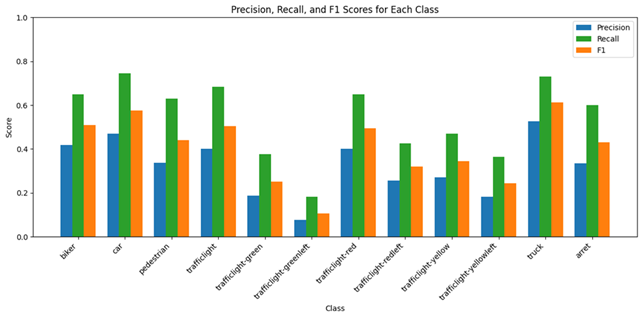 Precision, Recall, and F1 Scores for Each Class
Precision
Recall
F1
Score
1.0
0.8
0.6
0.4
0.2
0.0
biker
car
pedestrian
trafficlight
trafficlight-green
trafficlight-greenleft
trafficlight-red
trafficlight-redleft
trafficlight-yellow
trafficlight-yellowleft
truck
arret
Class